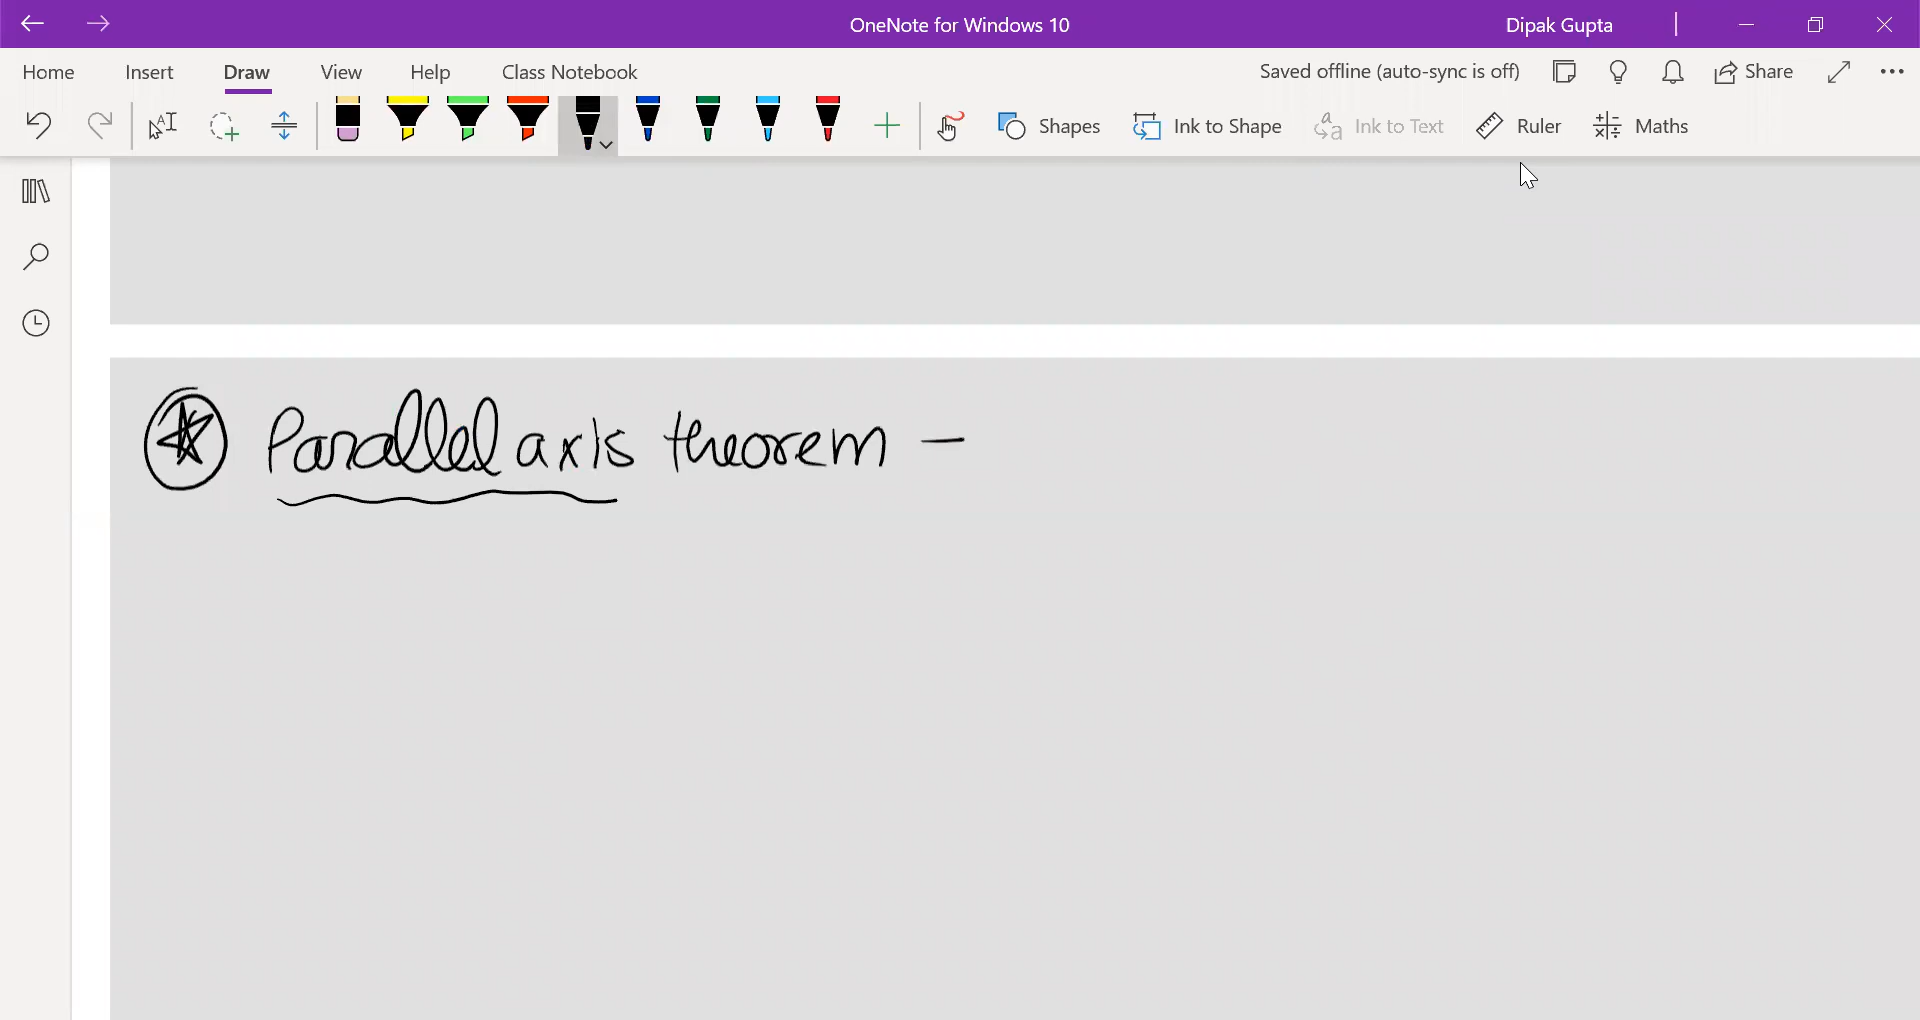 OneNote for Windows 10
Dipak Gupta
Home Insert Draw View Help Class Notebook
Saved offline (auto-sync is off) Share
Shapes Ink to Shape Ink to Text Ruler Maths
Parallel axis theorem –